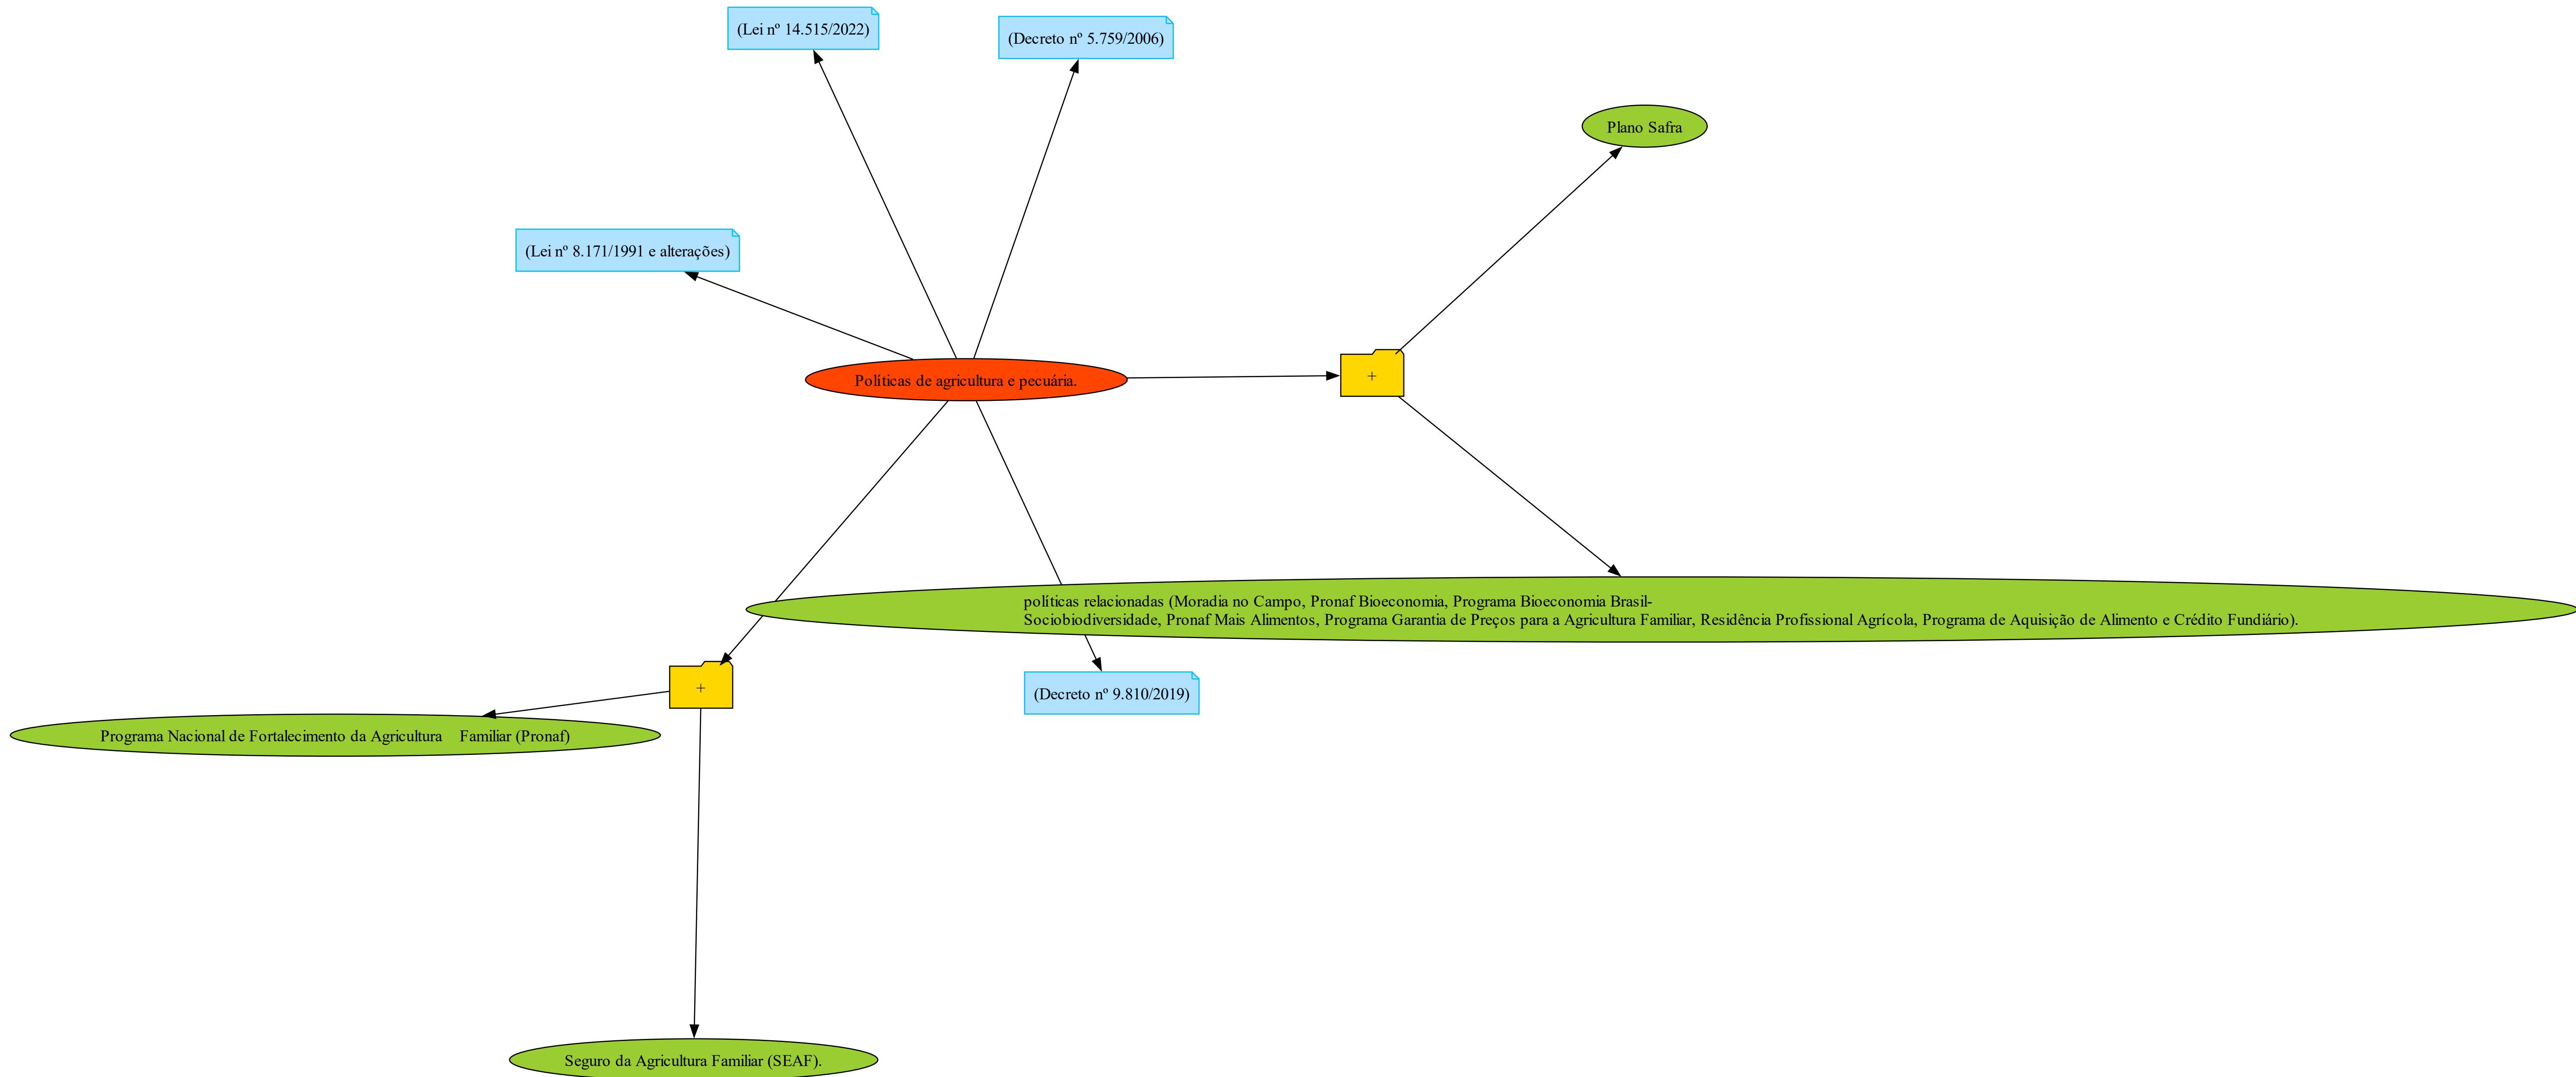 (Lei nº 14.515/2022)
(Decreto nº 5.759/2006)
Plano Safra
(Lei nº 8.171/1991 e alterações)
Políticas de agricultura e pecuária.
+
políticas relacionadas (Moradia no Campo, Pronaf Bioeconomia, Programa Bioeconomia Brasil-
Sociobiodiversidade, Pronaf Mais Alimentos, Programa Garantia de Preços para a Agricultura Familiar, Residência Profissional Agrícola, Programa de Aquisição de Alimento e Crédito Fundiário).
+
(Decreto nº 9.810/2019)
Programa Nacional de Fortalecimento da Agricultura    Familiar (Pronaf)
Seguro da Agricultura Familiar (SEAF).